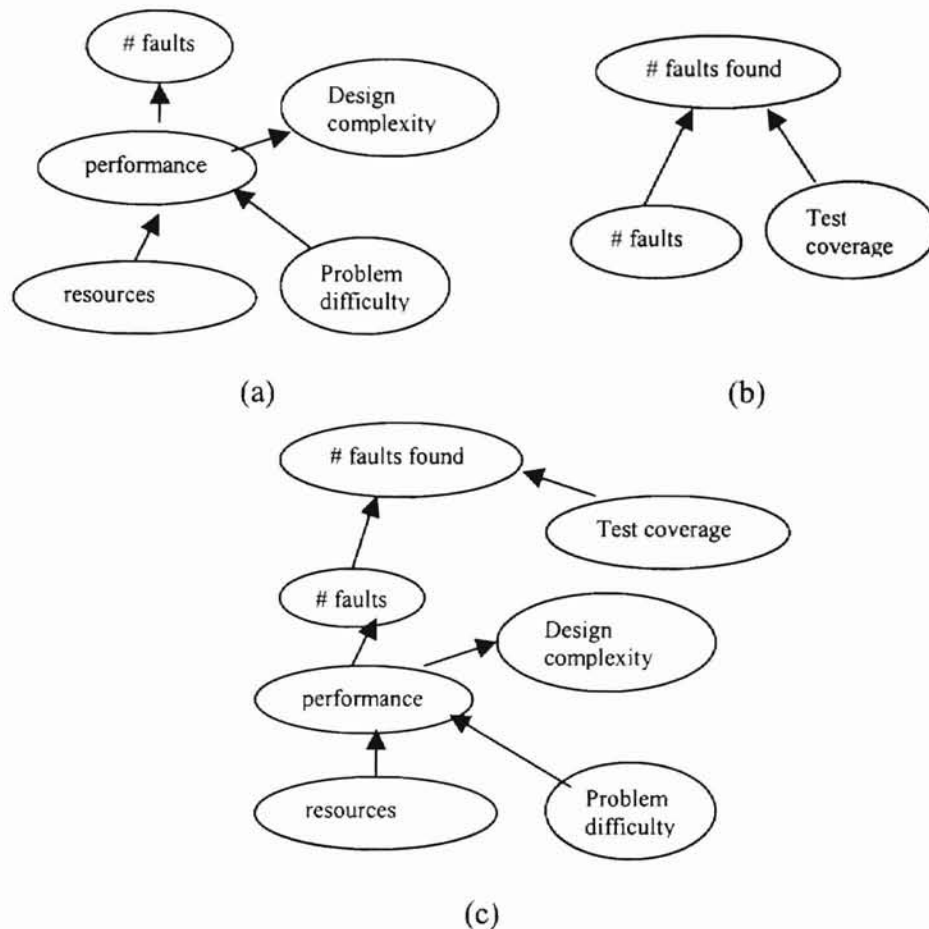 # faults
Design
complexity
performance
resources
Problem
difficulty
(a)
# faults found
# faults
Test
coverage
(b)
# faults found
Test coverage
# faults
Design
complexity
performance
resources
Problem
difficulty
(c)